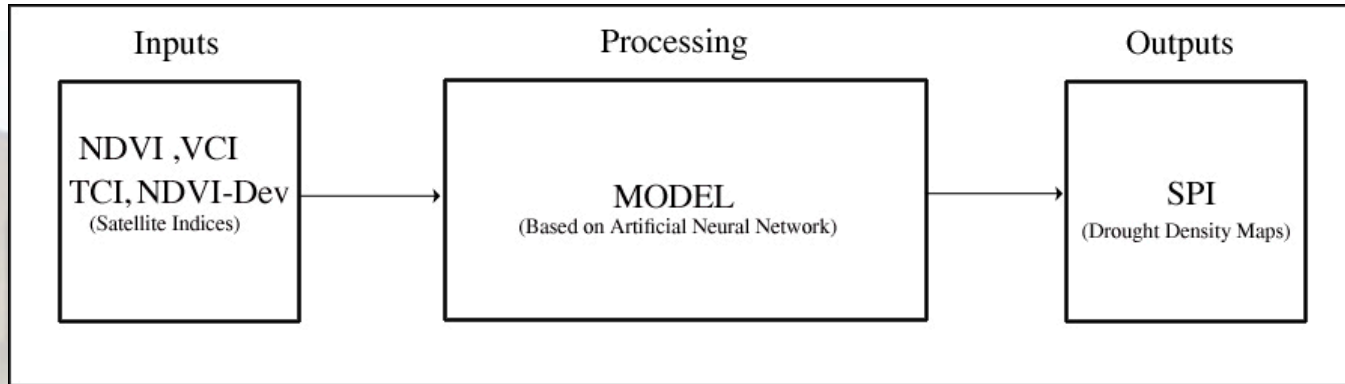 Inputs
Processing
Outputs
NDVI ,VCI
TCI, NDVI-Dev
(Satellite Indices)
MODEL
(Based on Artificial Neural Network)
SPI
(Drought Density Maps)